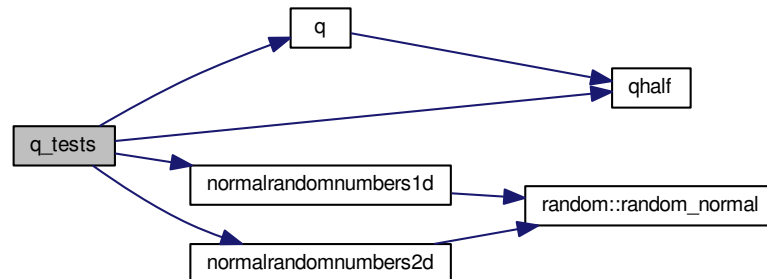 q
qhalf
q_tests
normalrandomnumbers1d
random::random_normal
normalrandomnumbers2d